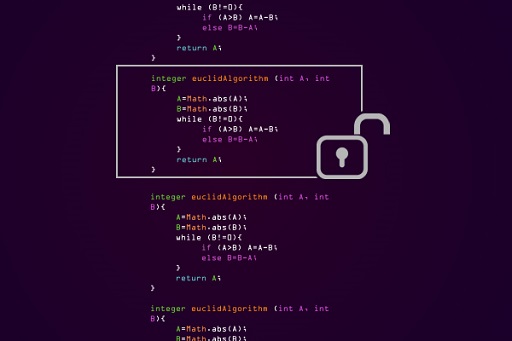 while (B!=0){
if (A>B) A=A-B;
else B=B-A;
}
return A;
}
integer euclidAlgorithm (int A, int
B){
A=Math.abs(A);
B=Math.abs(B);
while (B!=0){
if (A>B) A=A-B;
else B=B-A;
}
return A;
}
integer euclidAlgorithm (int A, int
B){
A=Math.abs(A);
B=Math.abs(B);
while (B!=0){
if (A>B) A=A-B;
else B=B-A;
}
return A;
}
integer euclidAlgorithm (int A, int
B){
A=Math.abs(A);
B=Math.abs(B);